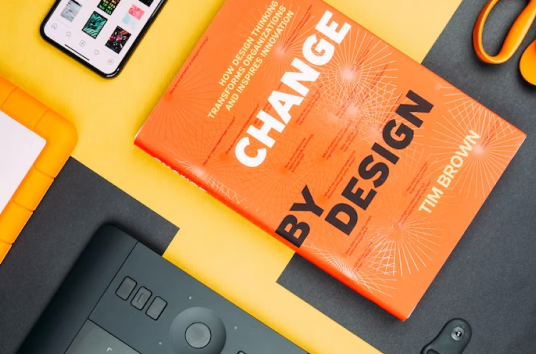 HOW DESIGN THINKING
TRANSFORMS ORGANIZATIONS
AND INSPIRES INNOVATION
CHANGE
BY
DESIGN
TIM BROWN